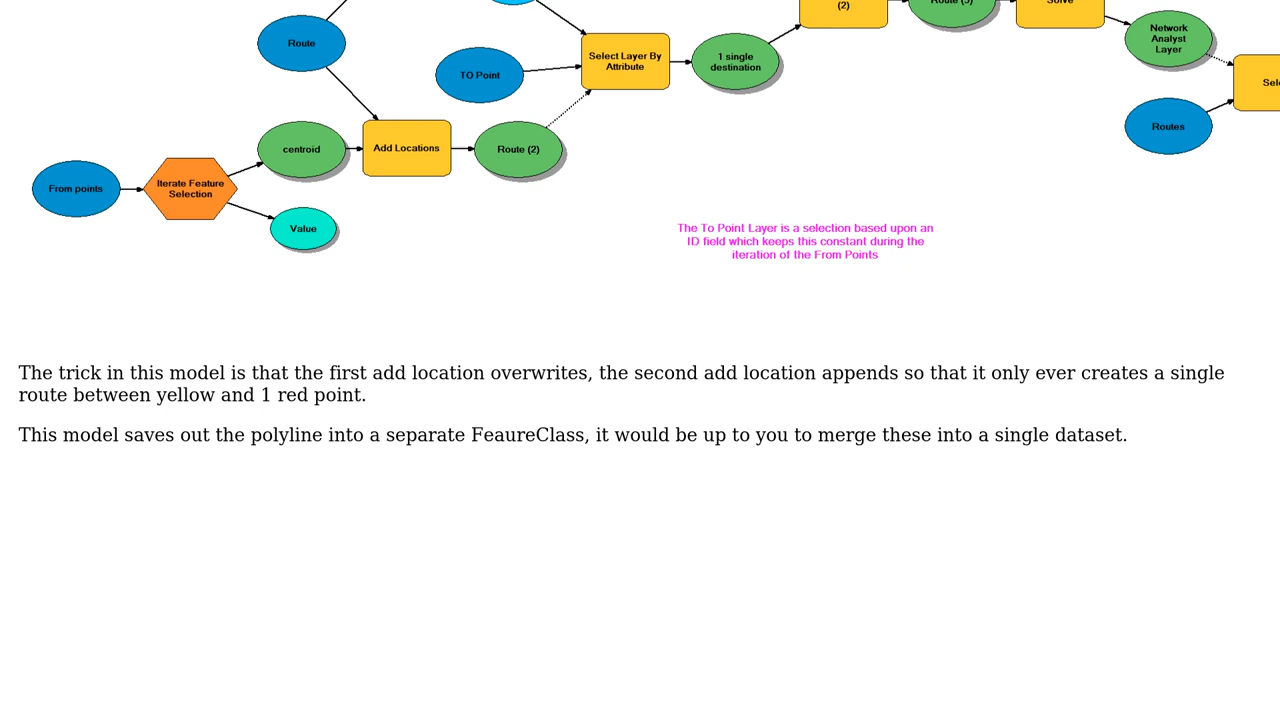 (2)
Network
Analyst
Layer
Route
Select Layer By
Attribute
1 single
destination
TO Point
Routes
centroid
Add Locations
Route (2)
From points
Iterate Feature
Selection
Value
The To Point Layer is a selection based upon an
ID field which keeps this constant during the
iteration of the From Points
The trick in this model is that the first add location overwrites, the second add location appends so that it only ever creates a single
route between yellow and 1 red point.
This model saves out the polyline into a separate FeaureClass, it would be up to you to merge these into a single dataset.